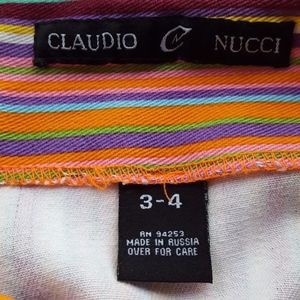 CLAUDIO NUCCI
3-4
RN 94253
MADE IN RUSSIA
OVER FOR CARE